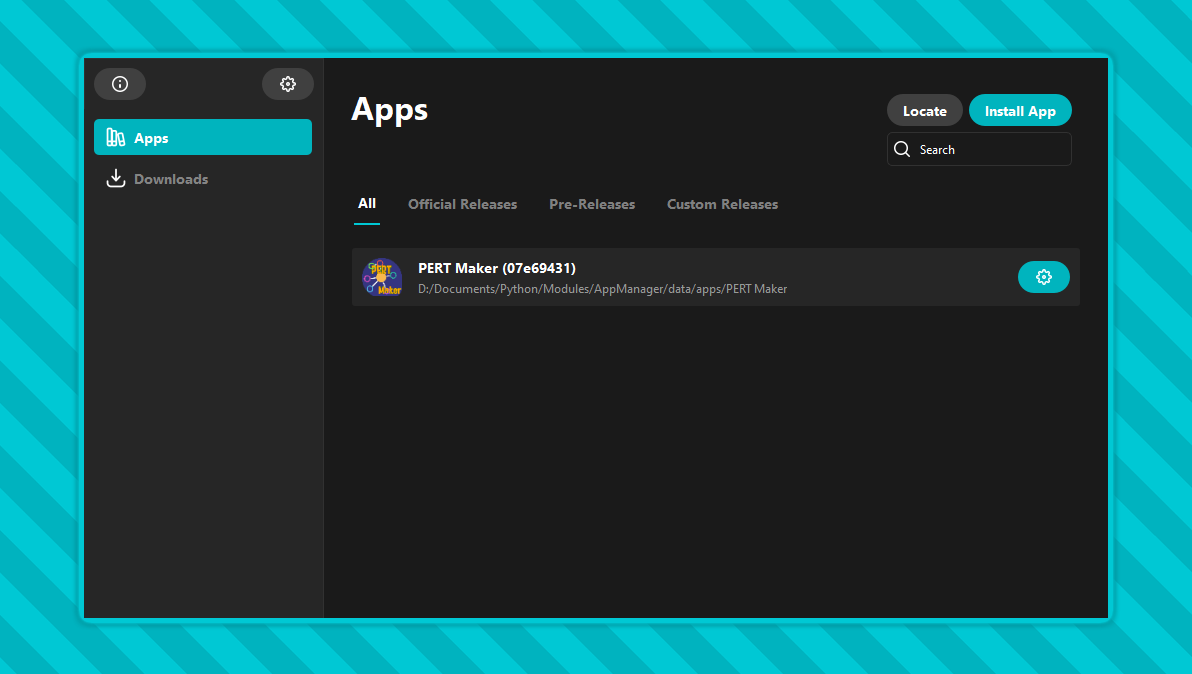 Apps
Downloads
Apps
Locate
Install App
Search
All
Official Releases
Pre-Releases
Custom Releases
PERT
Maker
PERT Maker (07e69431)
D:/Documents/Python/Modules/AppManager/data/apps/PERT Maker